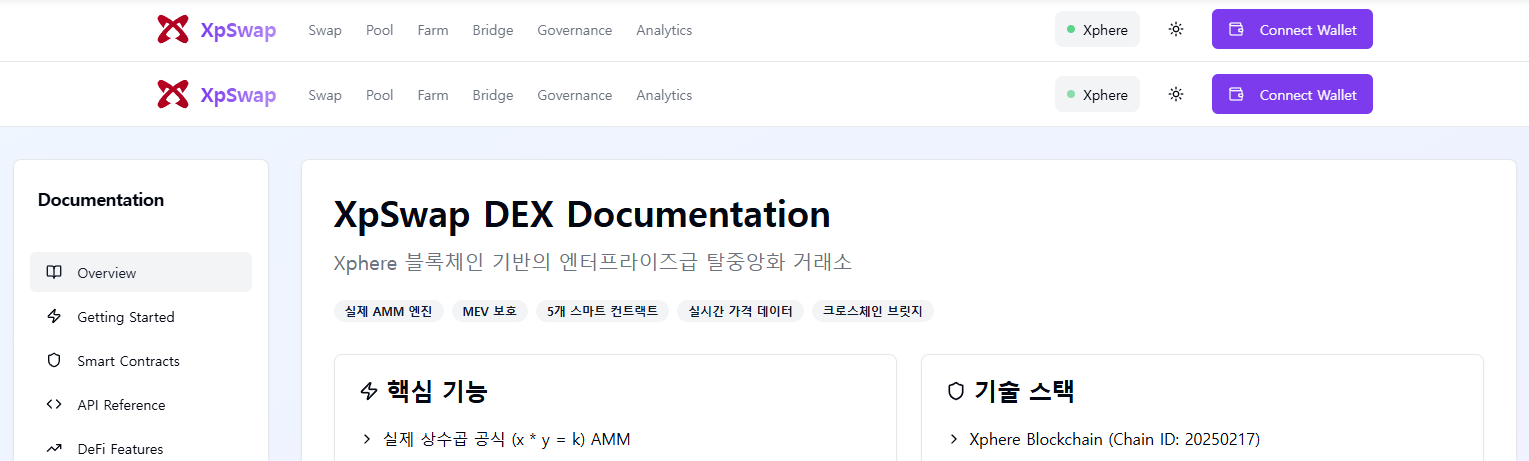 XpSwap Swap Pool Farm Bridge Governance Analytics Xphere Connect Wallet
XpSwap Swap Pool Farm Bridge Governance Analytics Xphere Connect Wallet
Documentation
Overview
Getting Started
Smart Contracts
API Reference
DeFi Features
XpSwap DEX Documentation
Xphere 블록체인 기반의 엔터프라이즈급 탈중앙화 거래소
실제 AMM 엔진 MEV 보호 5개 스마트 컨트랙트 실시간 가격 데이터 크로스체인 브릿지
핵심 기능
실제 상수곱 공식 (x * y = k) AMM
기술 스택
Xphere Blockchain (Chain ID: 20250217)